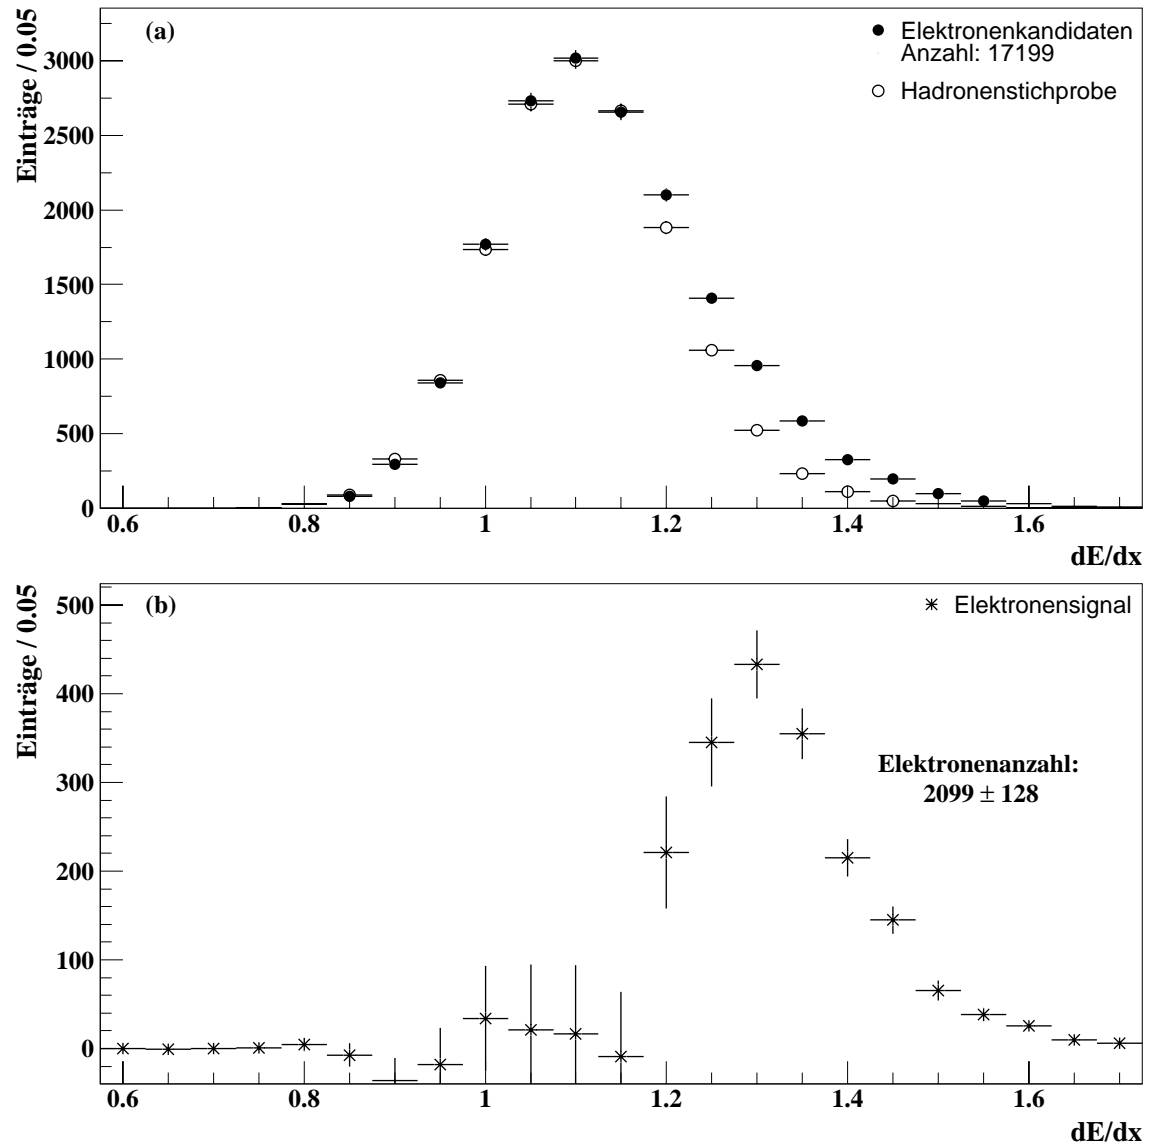 (a)
Elektronenkandidaten
Anzahl: 17199
Hadronenstichprobe
Einträge / 0.05
3000
2500
2000
1500
1000
500
0
0.6 0.8 1 1.2 1.4 1.6
dE/dx
(b)
Elektronensignal
Einträge / 0.05
500
400
300
200
100
0
Elektronenanzahl:
2099 ± 128
0.6 0.8 1 1.2 1.4 1.6
dE/dx